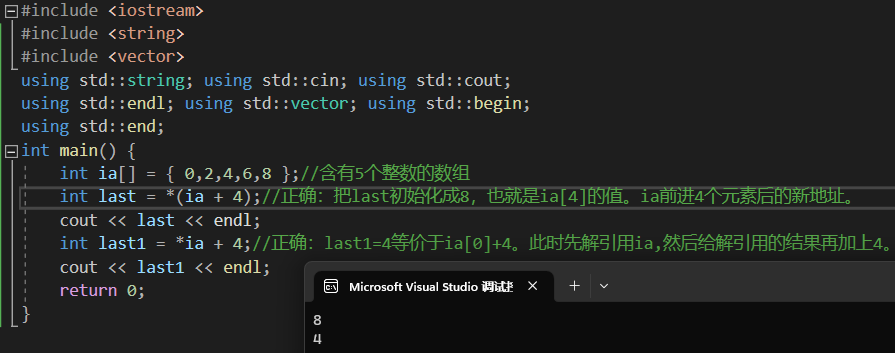 #include <iostream>
#include <string>
#include <vector>
using std::string; using std::cin; using std::cout;
using std::endl; using std::vector; using std::begin;
using std::end;
int main() {
int ia[] = { 0,2,4,6,8 };//含有5个整数的数组
int last = *(ia + 4);//正确：把last初始化成8，也就是ia[4]的值。ia前进4个元素后的新地址。
cout << last << endl;
int last1 = *ia + 4;//正确：last1=4等价于ia[0]+4。此时先解引用ia,然后给解引用的结果再加上4。
cout << last1 << endl;
return 0;
}
Microsoft Visual Studio 调试
8
4